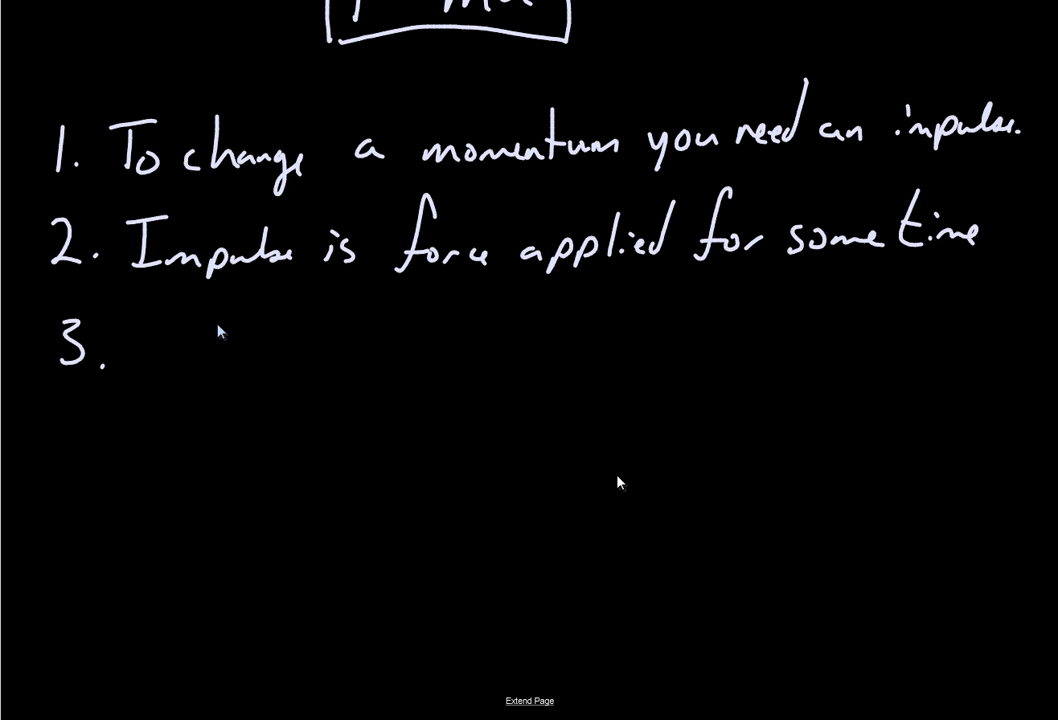 1. To change a momentum you need an impulse.
2. Impulse is force applied for some time
3.
Extend Page